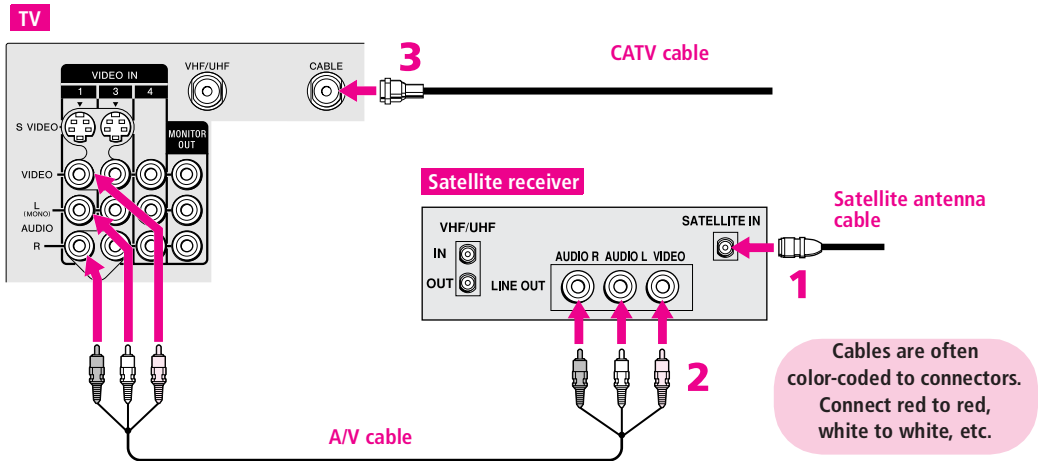 TV
VIDEO IN
1 3 4
VHF/UHF
CABLE
3
CATV cable
S VIDEO
MONITOR
OUT
VIDEO
L
(MONO)
AUDIO
R
Satellite receiver
VHF/UHF
IN
OUT
LINE OUT
AUDIO R AUDIO L VIDEO
SATELLITE IN
Satellite antenna
cable
1
2
A/V cable
Cables are often
color-coded to connectors.
Connect red to red,
white to white, etc.